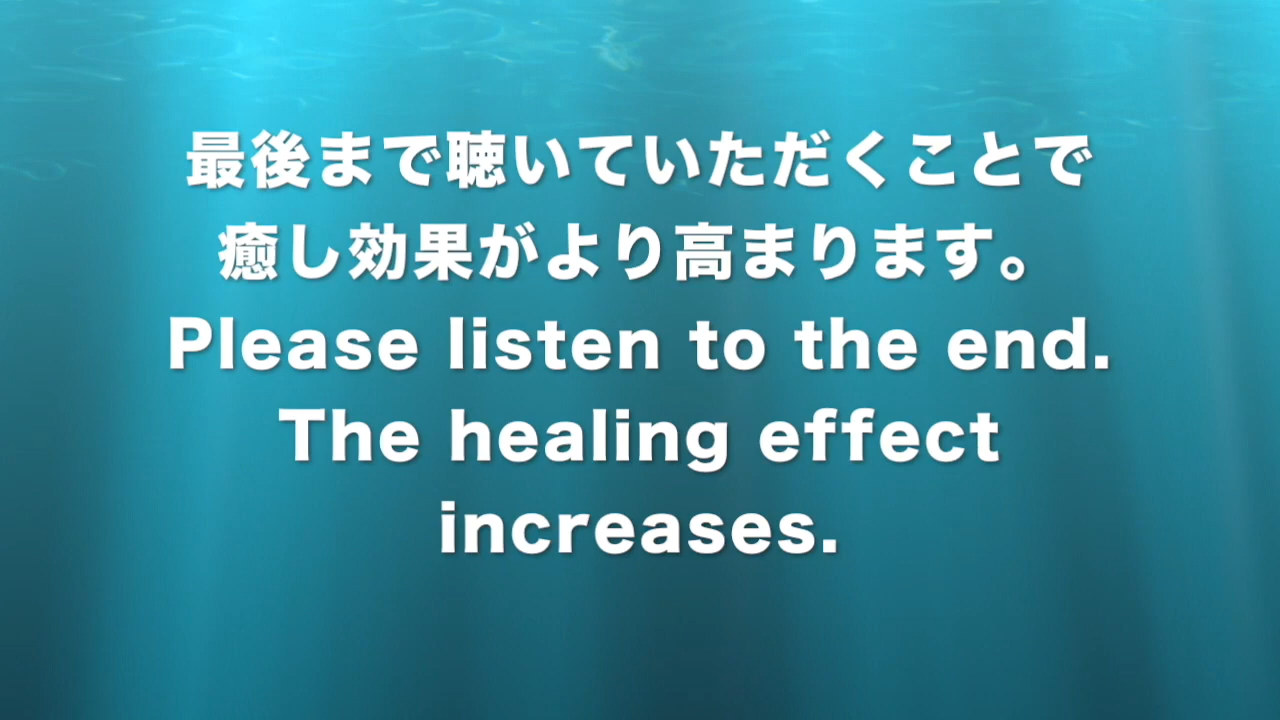 最後まで聴いていただくことで
癒し効果がより高まります。
Please listen to the end.
The healing effect
increases.